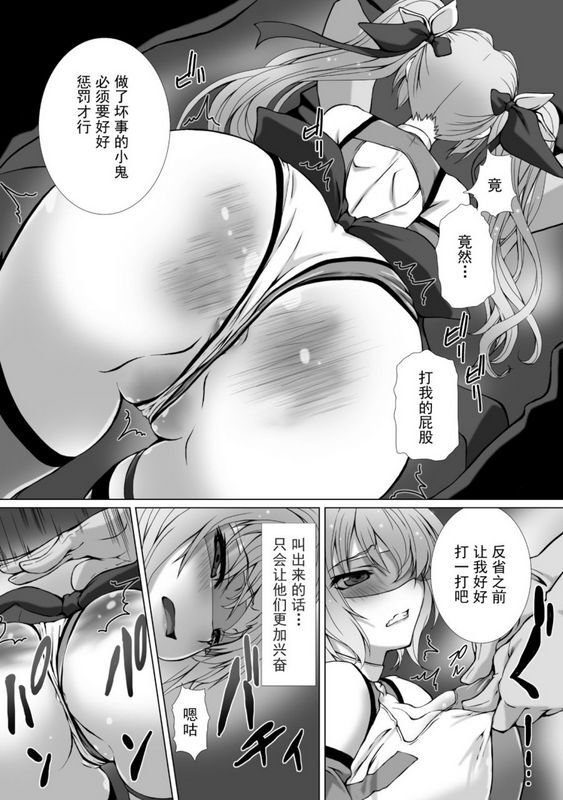 竟
竟然…
做了坏事的小鬼
必须要好好
惩罚才行
打我的屁股
反省之前
让我好好
打一打吧
叫出来的话…
只会让他们更加兴奋
嗯咕